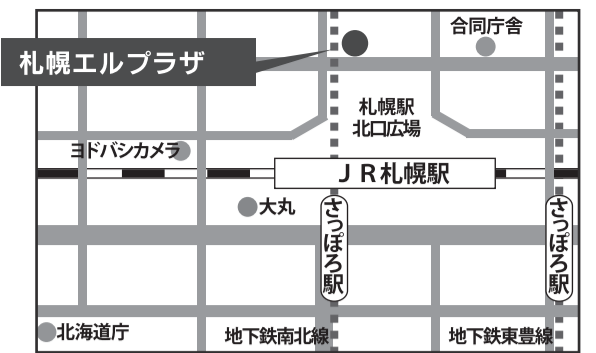 合同庁舎
札幌エルプラザ
札幌駅
北口広場
ヨドバシカメラ
JR札幌駅
大丸
さっぽろ駅
さっぽろ駅
北海道庁
地下鉄南北線
地下鉄東豊線